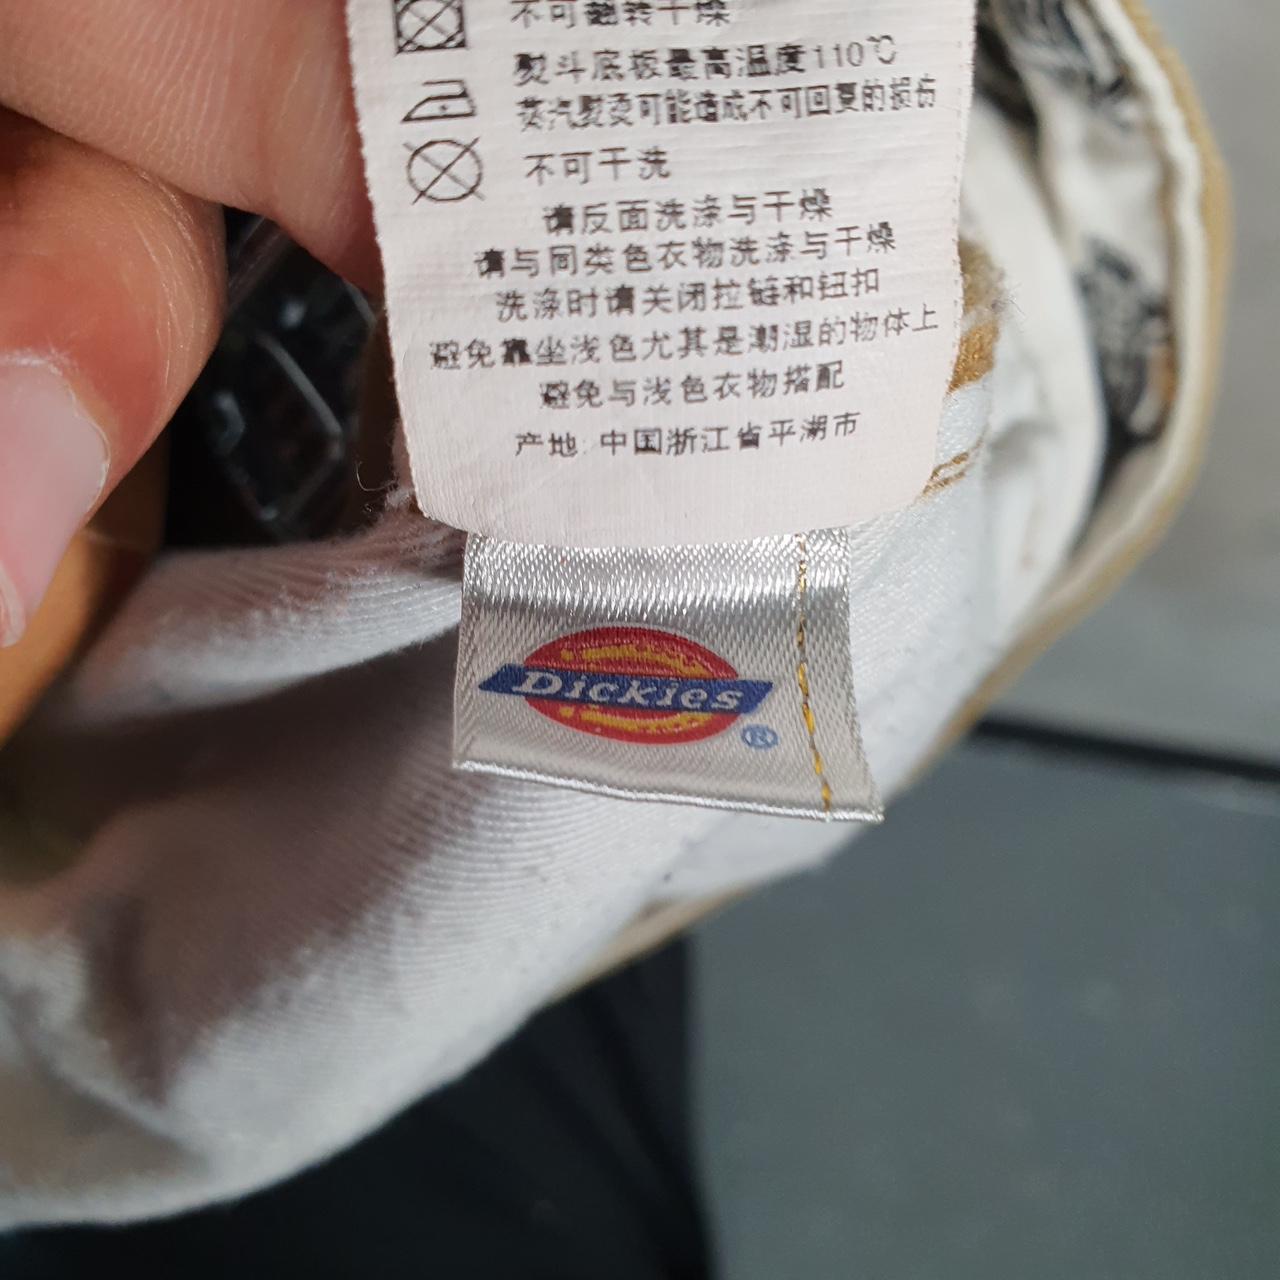 不可翻转干燥
熨斗底板最高温度110℃
蒸汽熨烫可能造成不可回复的损伤
不可干洗
请反面洗涤与干燥
请与同类色衣物洗涤与干燥
洗涤时请关闭拉链和钮扣
避免靠坐浅色尤其是潮湿的物体上
避免与浅色衣物搭配
产地: 中国浙江省平湖市
Dickies
®